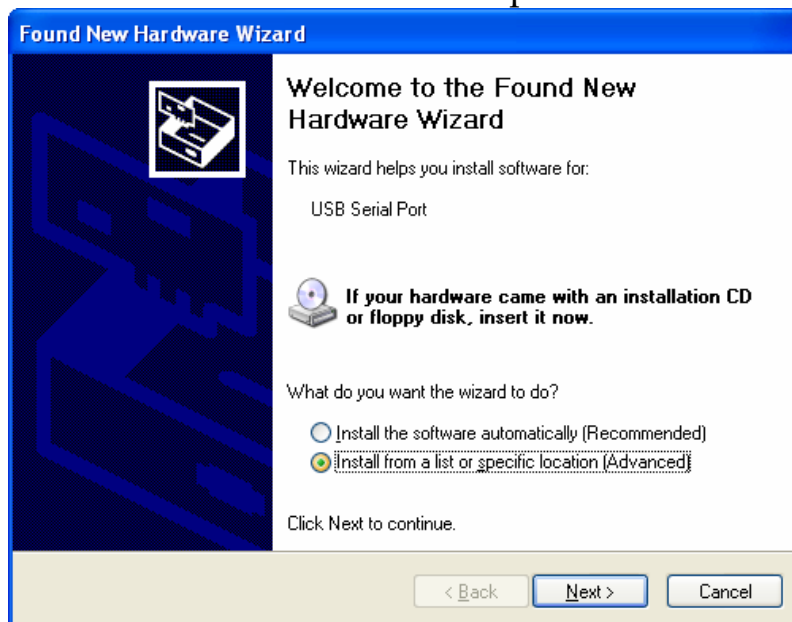 Found New Hardware Wizard
Welcome to the Found New
Hardware Wizard
This wizard helps you install software for:
USB Serial Port
If your hardware came with an installation CD
or floppy disk, insert it now.
What do you want the wizard to do?
Install the software automatically (Recommended)
Install from a list or specific location (Advanced)
Click Next to continue.
< Back Next > Cancel